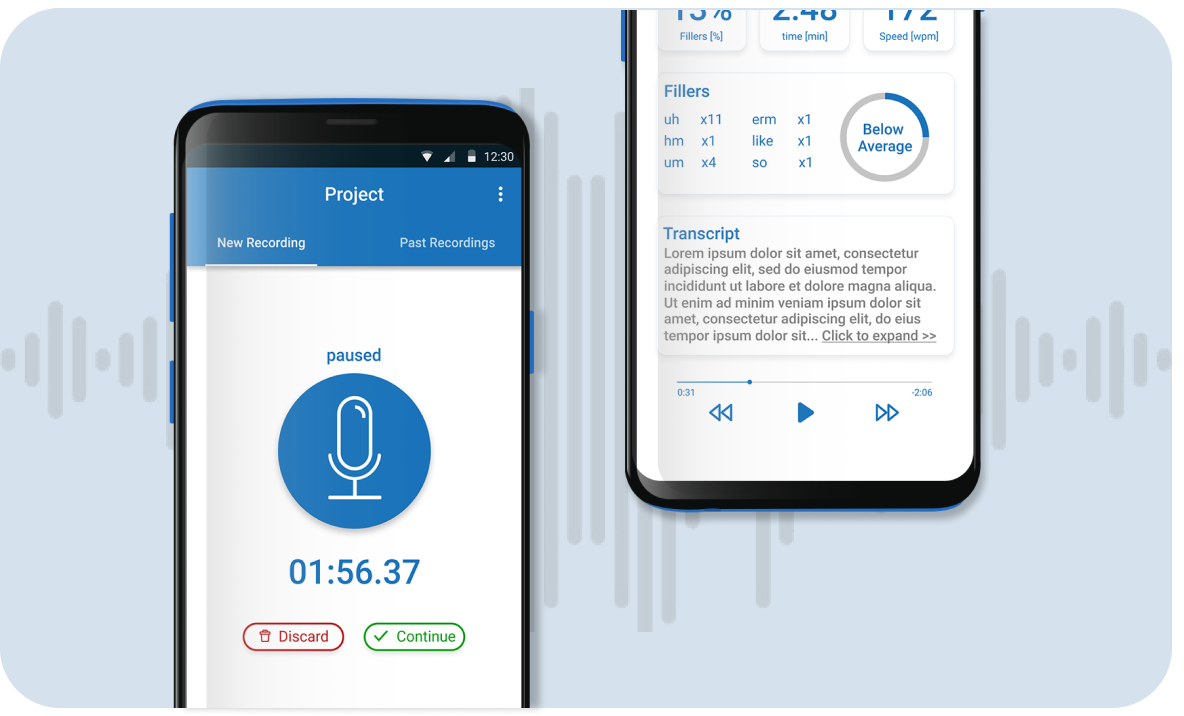 12:30
Project
New Recording
Past Recordings
paused
01:56.37
Discard
Continue
Fillers [%]
time [min]
Speed [wpm]
Fillers
uh x11 erm x1
hm x1 like x1
um x4 so x1
Below
Average
Transcript
Lorem ipsum dolor sit amet, consectetur
adipiscing elit, sed do eiusmod tempor
incididunt ut labore et dolore magna aliqua.
Ut enim ad minim veniam ipsum dolor sit
amet, consectetur adipiscing elit, do eius
tempor ipsum dolor sit... Click to expand >>
0:31
-2:06